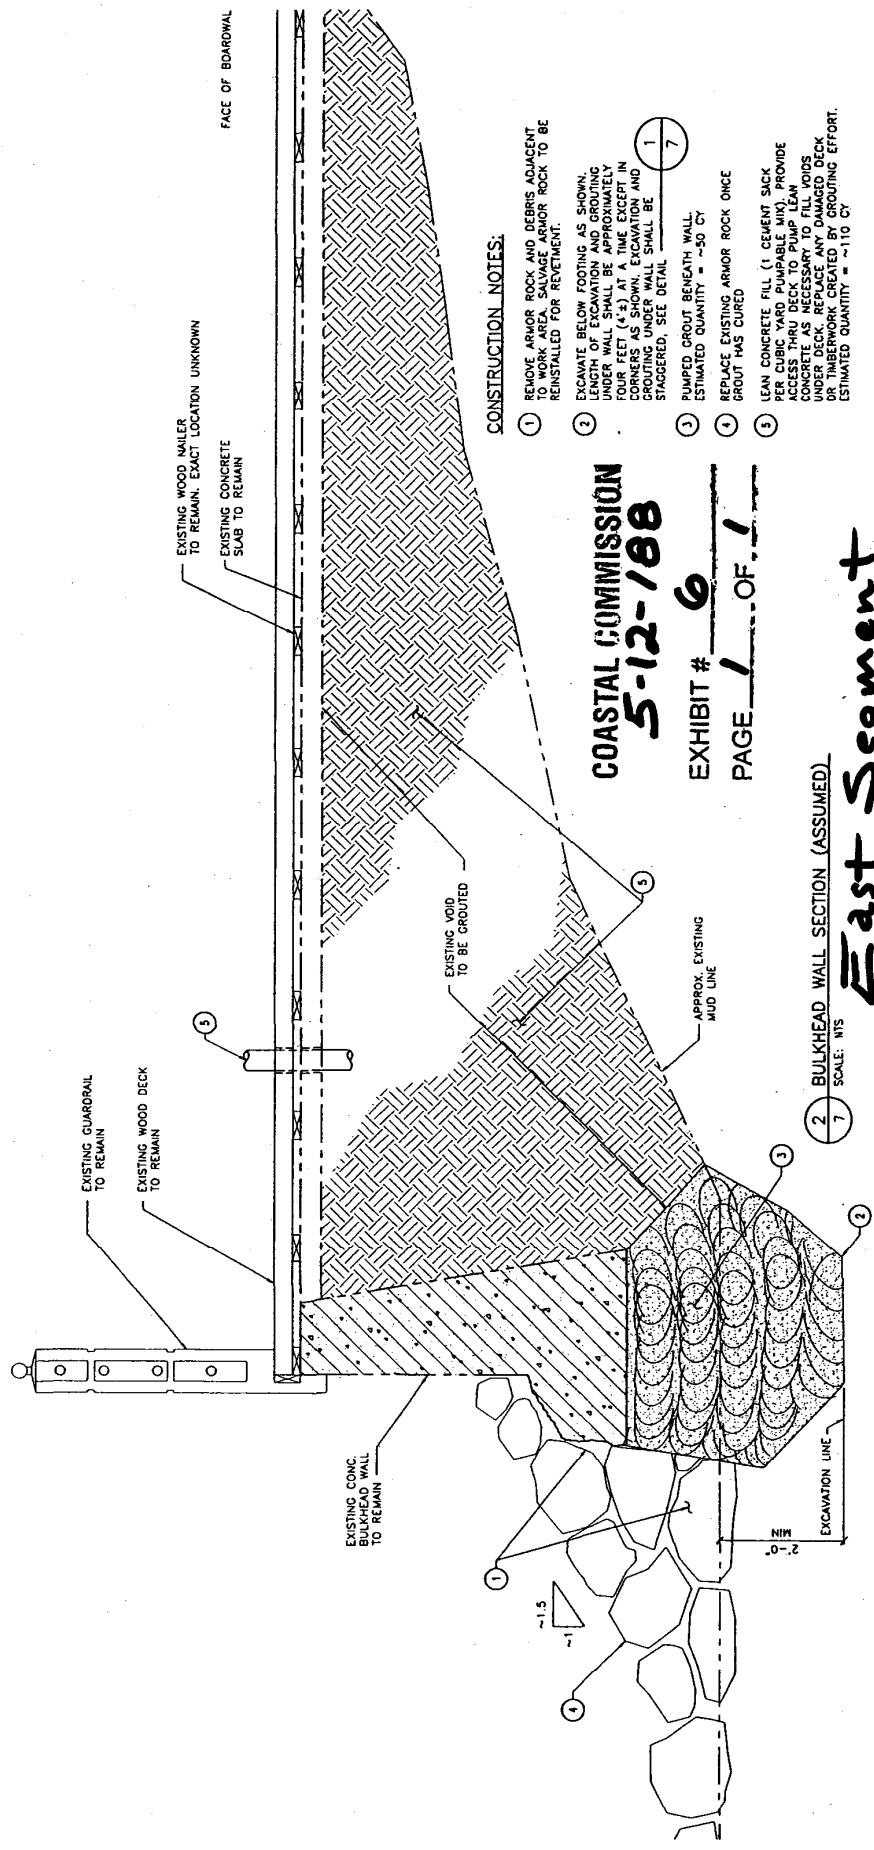 FACE OF BOARDWAL
EXISTING WOOD NAILER
TO REMAIN. EXACT LOCATION UNKNOWN
EXISTING CONCRETE
SLAB TO REMAIN
EXISTING GUARDRAIL
TO REMAIN
EXISTING WOOD DECK
TO REMAIN
5
EXISTING CONC.
BULKHEAD WALL
TO REMAIN
EXISTING VOID
TO BE GROUTED
5
APPROX. EXISTING
MUD LINE
1
~1.5
~1
4
3
2
2'-0"
MIN
EXCAVATION LINE
CONSTRUCTION NOTES:
1 REMOVE ARMOR ROCK AND DEBRIS ADJACENT
TO WORK AREA. SALVAGE ARMOR ROCK TO BE
REINSTALLED FOR REVETMENT.
2 EXCAVATE BELOW FOOTING AS SHOWN.
LENGTH OF EXCAVATION AND GROUTING
UNDER WALL SHALL BE APPROXIMATELY
FOUR FEET (4'±) AT A TIME EXCEPT IN
CORNERS AS SHOWN. EXCAVATION AND
GROUTING UNDER WALL SHALL BE
STAGGERED, SEE DETAIL
1
7
3 PUMPED GROUT BENEATH WALL.
ESTIMATED QUANTITY = ~50 CY
4 REPLACE EXISTING ARMOR ROCK ONCE
GROUT HAS CURED
5 LEAN CONCRETE FILL (1 CEMENT SACK
PER CUBIC YARD PUMPABLE MIX). PROVIDE
ACCESS THRU DECK TO PUMP LEAN
CONCRETE AS NECESSARY TO FILL VOIDS
UNDER DECK. REPLACE ANY DAMAGED DECK
OR TIMBERWORK CREATED BY GROUTING EFFORT.
ESTIMATED QUANTITY = ~110 CY
COASTAL COMMISSION
5-12-188
EXHIBIT # 6
PAGE 1 OF 1
2
7
BULKHEAD WALL SECTION (ASSUMED)
SCALE: NTS
East Segment